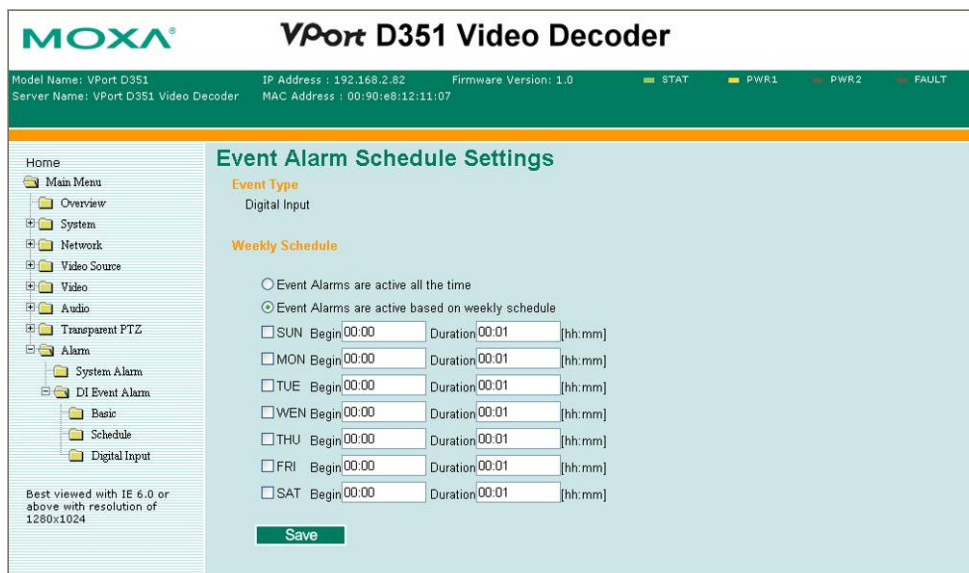 MOXA®
VPort D351 Video Decoder
Model Name: VPort D351
IP Address : 192.168.2.82
Firmware Version: 1.0
STAT
PWR1
PWR2
FAULT
Server Name: VPort D351 Video Decoder
MAC Address : 00:90:e8:12:11:07
Home
Main Menu
Overview
System
Network
Video Source
Video
Audio
Transparent PTZ
Alarm
System Alarm
DI Event Alarm
Basic
Schedule
Digital Input
Best viewed with IE 6.0 or
above with resolution of
1280x1024
Event Alarm Schedule Settings
Event Type
Digital Input
Weekly Schedule
Event Alarms are active all the time
Event Alarms are active based on weekly schedule
SUN Begin 00:00 Duration 00:01 [hh:mm]
MON Begin 00:00 Duration 00:01 [hh:mm]
TUE Begin 00:00 Duration 00:01 [hh:mm]
WEN Begin 00:00 Duration 00:01 [hh:mm]
THU Begin 00:00 Duration 00:01 [hh:mm]
FRI Begin 00:00 Duration 00:01 [hh:mm]
SAT Begin 00:00 Duration 00:01 [hh:mm]
Save